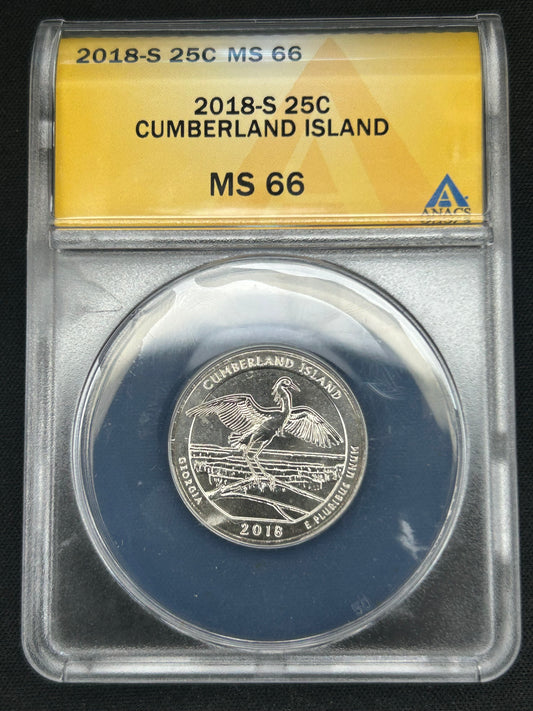 2018-S 25C MS 66
2018-S 25C
CUMBERLAND ISLAND
MS 66
ANACS
CUMBERLAND ISLAND
GEORGIA
E PLURIBUS UNUM
2018